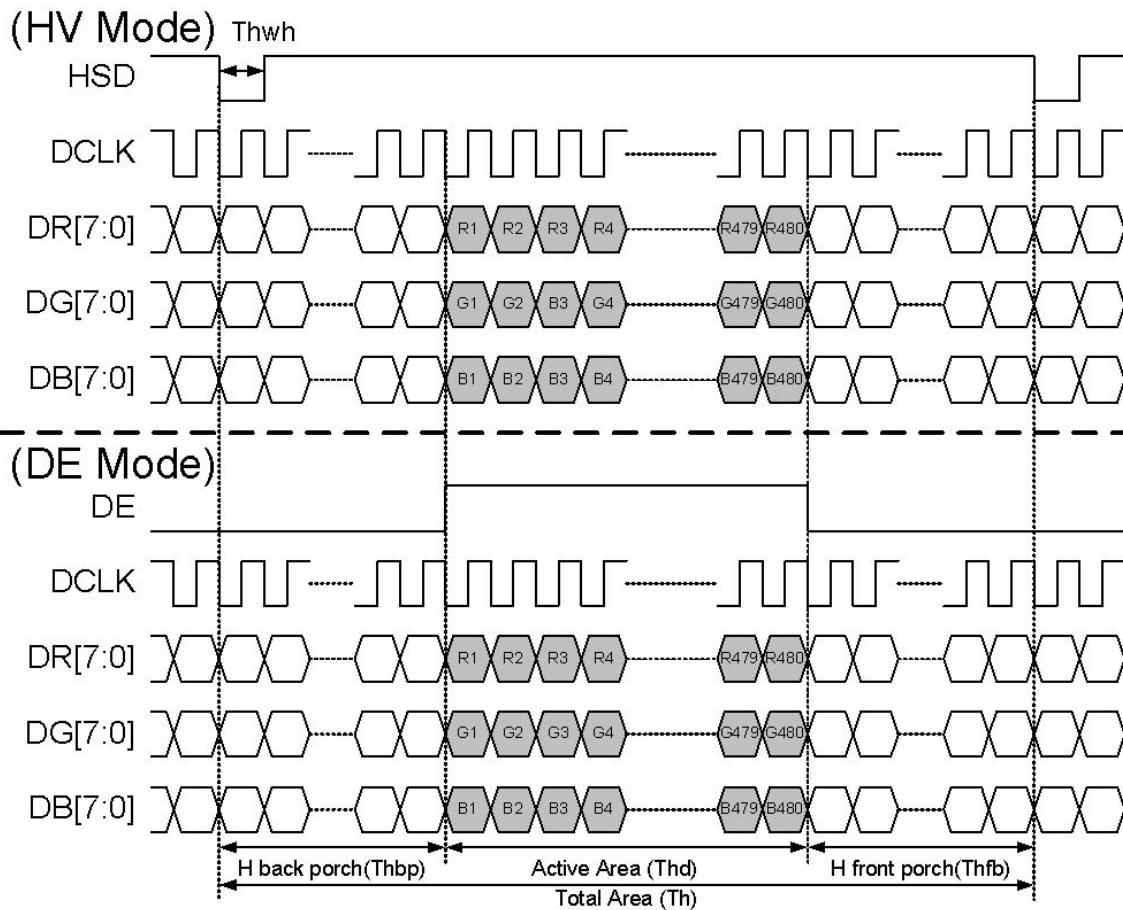 (HV Mode) Thwh
HSD
DCLK
DR[7:0] R1 R2 R3 R4 R479 R480
DG[7:0] G1 G2 B3 G4 G479 G480
DB[7:0] B1 B2 B3 B4 B479 B480
(DE Mode)
DE
DCLK
DR[7:0] R1 R2 R3 R4 R479 R480
DG[7:0] G1 G2 G3 G4 G479 G480
DB[7:0] B1 B2 B3 B4 B479 B480
H back porch(Thbp) Active Area (Thd) H front porch(Thfb)
Total Area (Th)